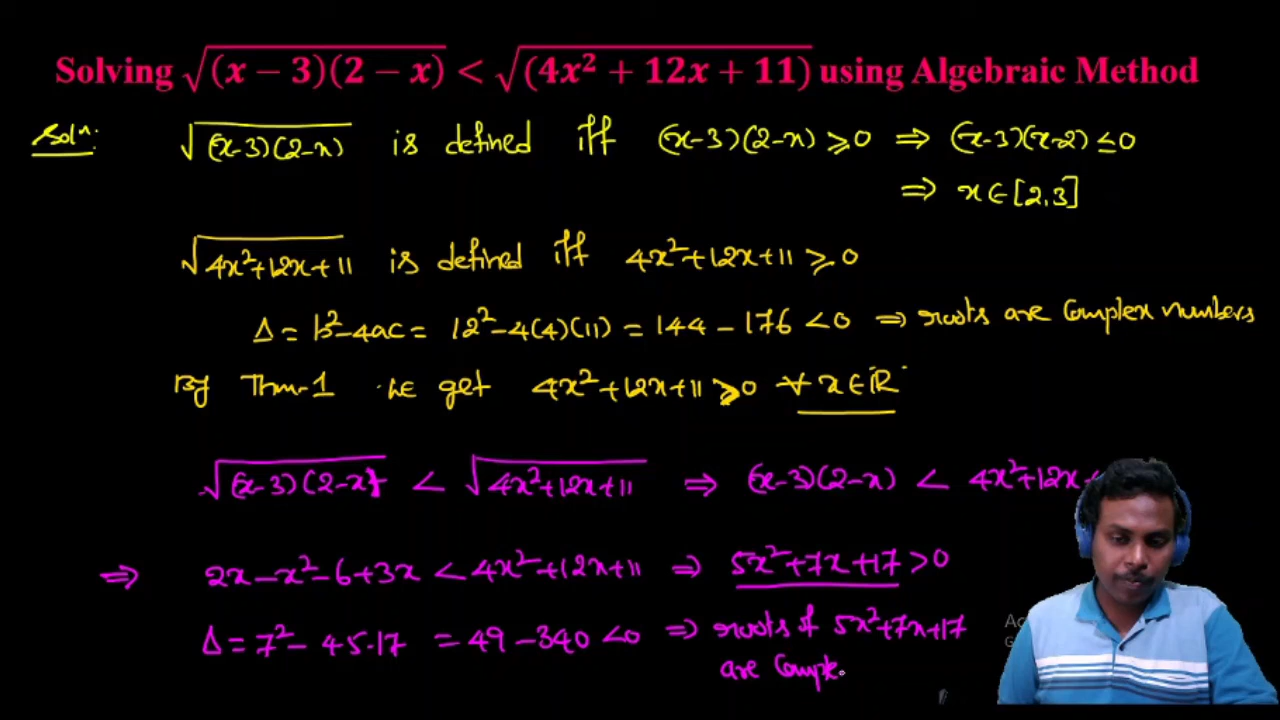 Solving √(x − 3)(2 − x) < √(4x² + 12x + 11) using Algebraic Method
Solⁿ: √(x-3)(2-x) is defined iff (x-3)(2-x) ⩾ 0 ⇒ (x-3)(x-2) ≤ 0
⇒ x ∈ [2,3]
√4x²+12x+11 is defined iff 4x²+12x+11 ⩾ 0
Δ = b²-4ac = 12²-4(4)(11) = 144-176 < 0 ⇒ roots are Complex numbers
By Thm-1 we get 4x²+12x+11 ⩾ 0 ∀ x ∈ ℝ
√(x-3)(2-x) < √4x²+12x+11 ⇒ (x-3)(2-x) < 4x²+12x
⇒ 2x-x²-6+3x < 4x²+12x+11 ⇒ 5x²+7x+17 > 0
Δ = 7²-4·5·17 = 49-340 < 0 ⇒ roots of 5x²+7x+17
are Comple